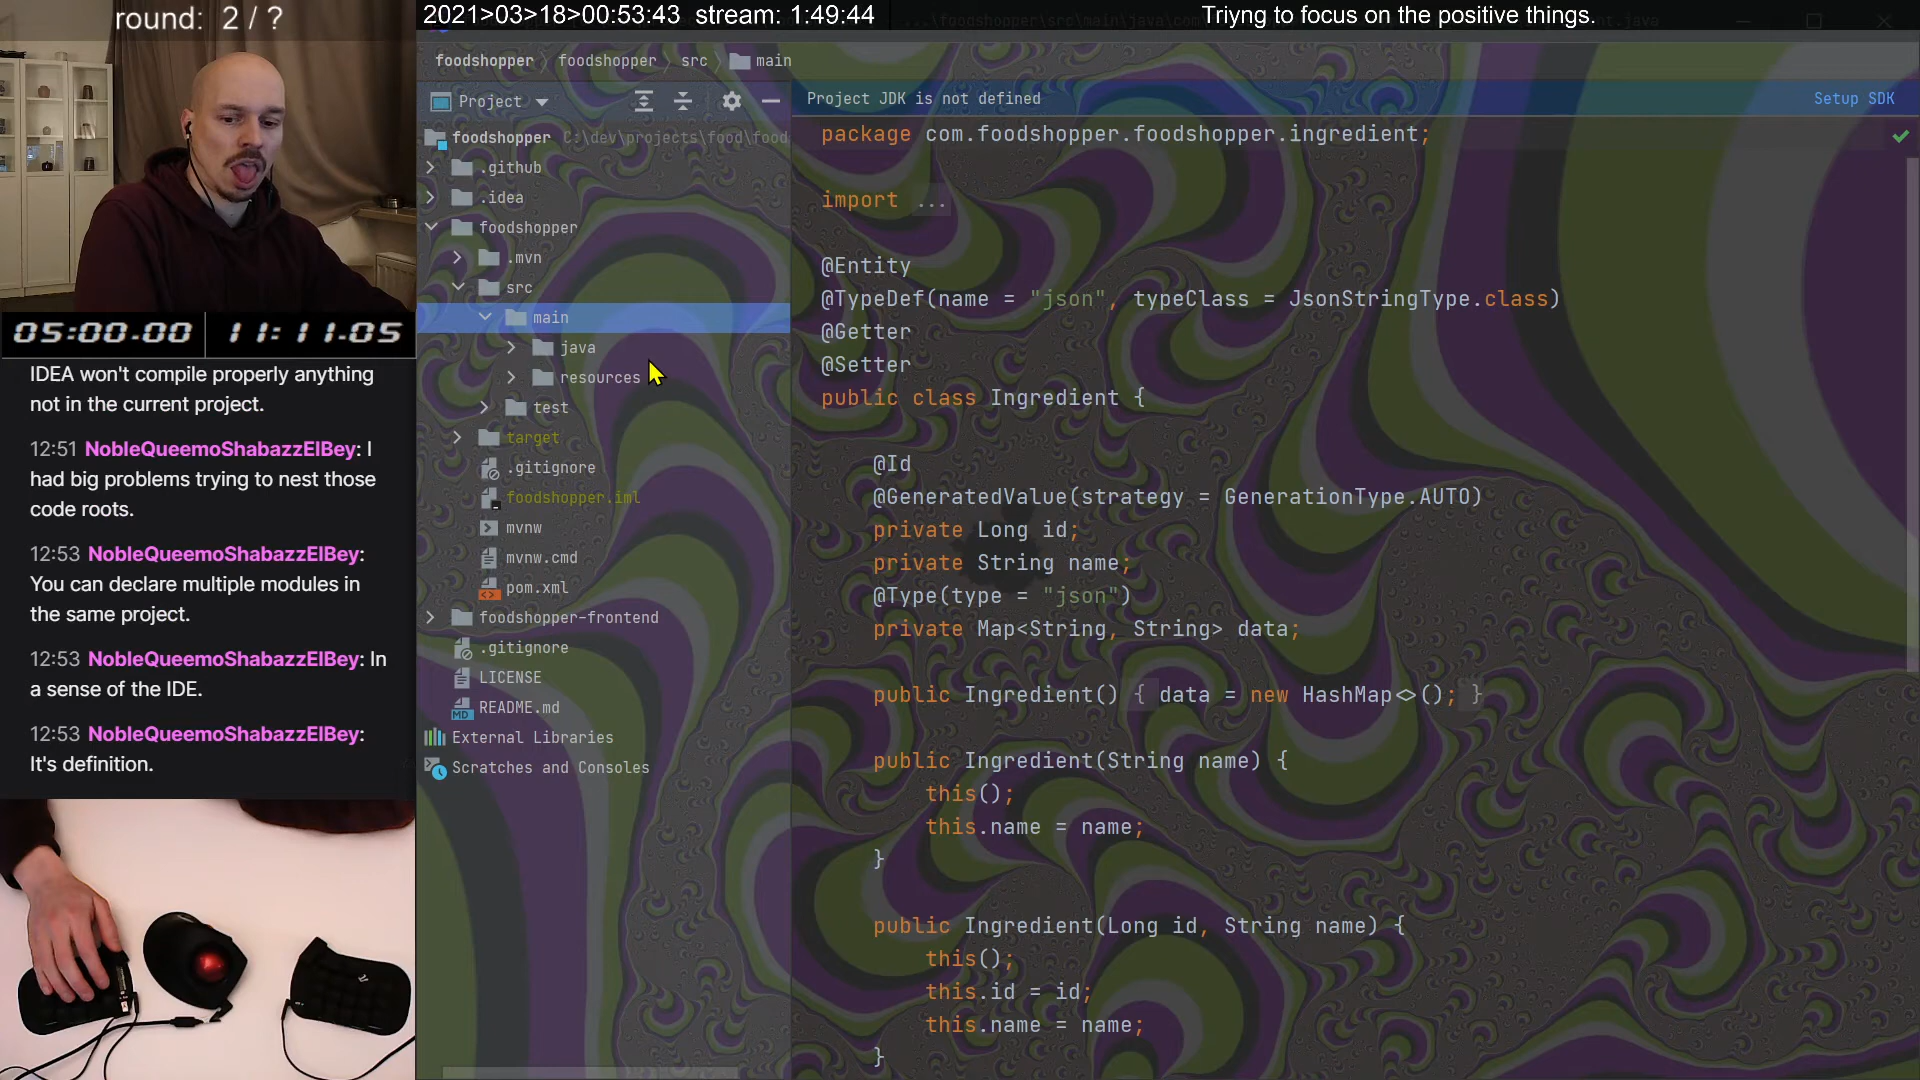 round: 2 / ?
2021>03>18>00:53:43 stream: 1:49:44
Triyng to focus on the positive things.
foodshopper
foodshopper
src
main
Project
Project JDK is not defined
Setup SDK
foodshopper C:\dev\projects\food\food
.github
.idea
foodshopper
.mvn
src
main
java
resources
test
target
.gitignore
foodshopper.iml
mvnw
mvnw.cmd
pom.xml
foodshopper-frontend
.gitignore
LICENSE
README.md
External Libraries
Scratches and Consoles
package com.foodshopper.foodshopper.ingredient;
import ...
@Entity
@TypeDef(name = "json", typeClass = JsonStringType.class)
@Getter
@Setter
public class Ingredient {
@Id
@GeneratedValue(strategy = GenerationType.AUTO)
private Long id;
private String name;
@Type(type = "json")
private Map<String, String> data;
public Ingredient() { data = new HashMap<>(); }
public Ingredient(String name) {
this();
this.name = name;
}
public Ingredient(Long id, String name) {
this();
this.id = id;
this.name = name;
}
05:00.00
11:11.05
IDEA won't compile properly anything
not in the current project.
12:51 NobleQueemoShabazzElBey: I
had big problems trying to nest those
code roots.
12:53 NobleQueemoShabazzElBey:
You can declare multiple modules in
the same project.
12:53 NobleQueemoShabazzElBey: In
a sense of the IDE.
12:53 NobleQueemoShabazzElBey:
It's definition.